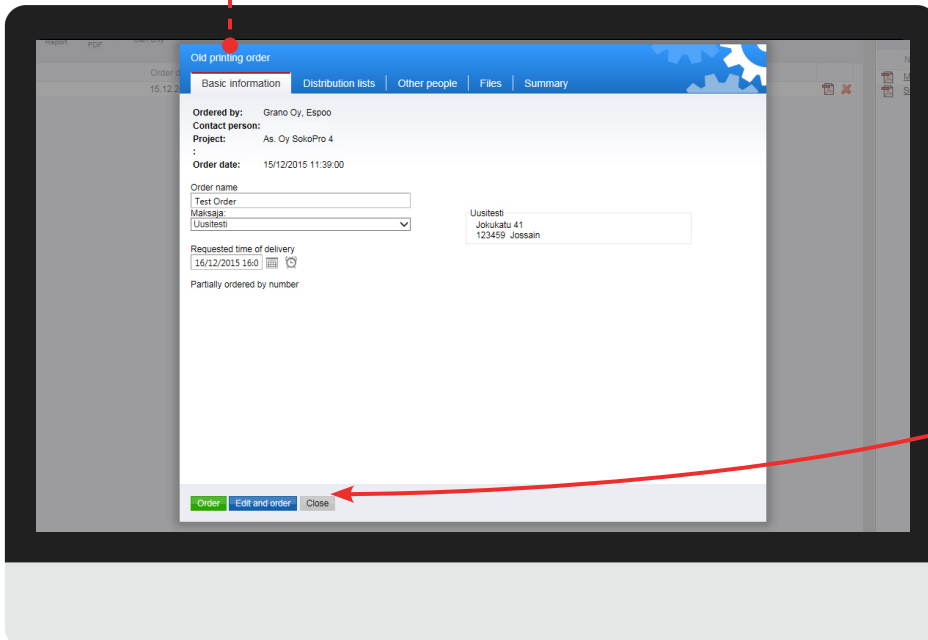 Report PDF
Old printing order
Order d
Basic information Distribution lists Other people Files Summary
15.12.2
Ordered by: Grano Oy, Espoo
Contact person:
Project: As. Oy SokoPro 4
:
Order date: 15/12/2015 11:39:00
Order name
Test Order
Maksaja:
Uusitesti
Uusitesti
Jokukatu 41
123459 Jossain
Requested time of delivery
16/12/2015 16:0
Partially ordered by number
Order Edit and order Close
N
M
S